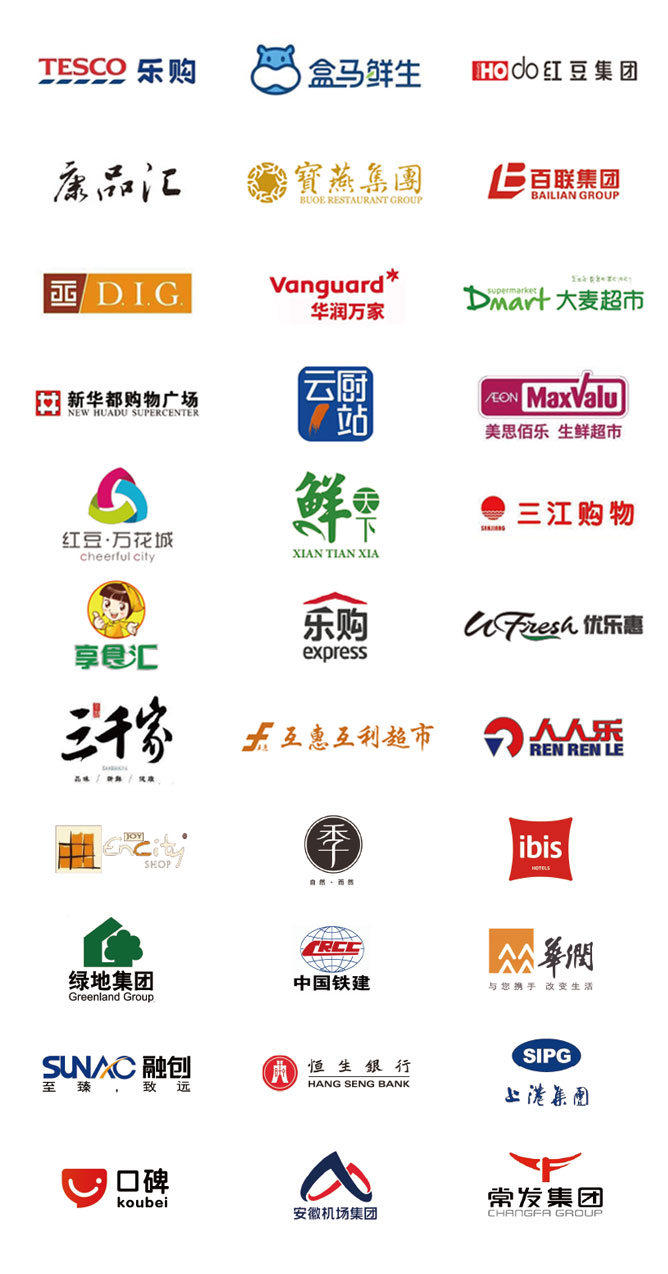 TESCO 乐购
盒马鲜生
HOdo 红豆集团
康品汇
寶燕集團
BUOE RESTAURANT GROUP
百联集团
BAILIAN GROUP
D.I.G.
Vanguard
华润万家
supermarket
Dmart 大麦超市
新华都购物广场
NEW HUADU SUPERCENTER
云厨
1站
ÆON MaxValu
美思佰乐 生鲜超市
红豆·万花城
cheerful city
鲜天下
XIAN TIAN XIA
SANJIANG
三江购物
享食汇
乐购
express
UFresh 优乐惠
三千家
SANQIANJIA
品味 / 新鲜 / 健康
互惠互利超市
人人乐
REN REN LE
JOY
Encity
SHOP
季
自然·而然
ibis
HOTELS
绿地集团
Greenland Group
CRCC
中国铁建
華潤
与您携手 改变生活
SUNAC 融创
至臻,致远
恒生銀行
HANG SENG BANK
SIPG
上港集團
口碑
koubei
安徽机场集团
常发集团
CHANGFA GROUP